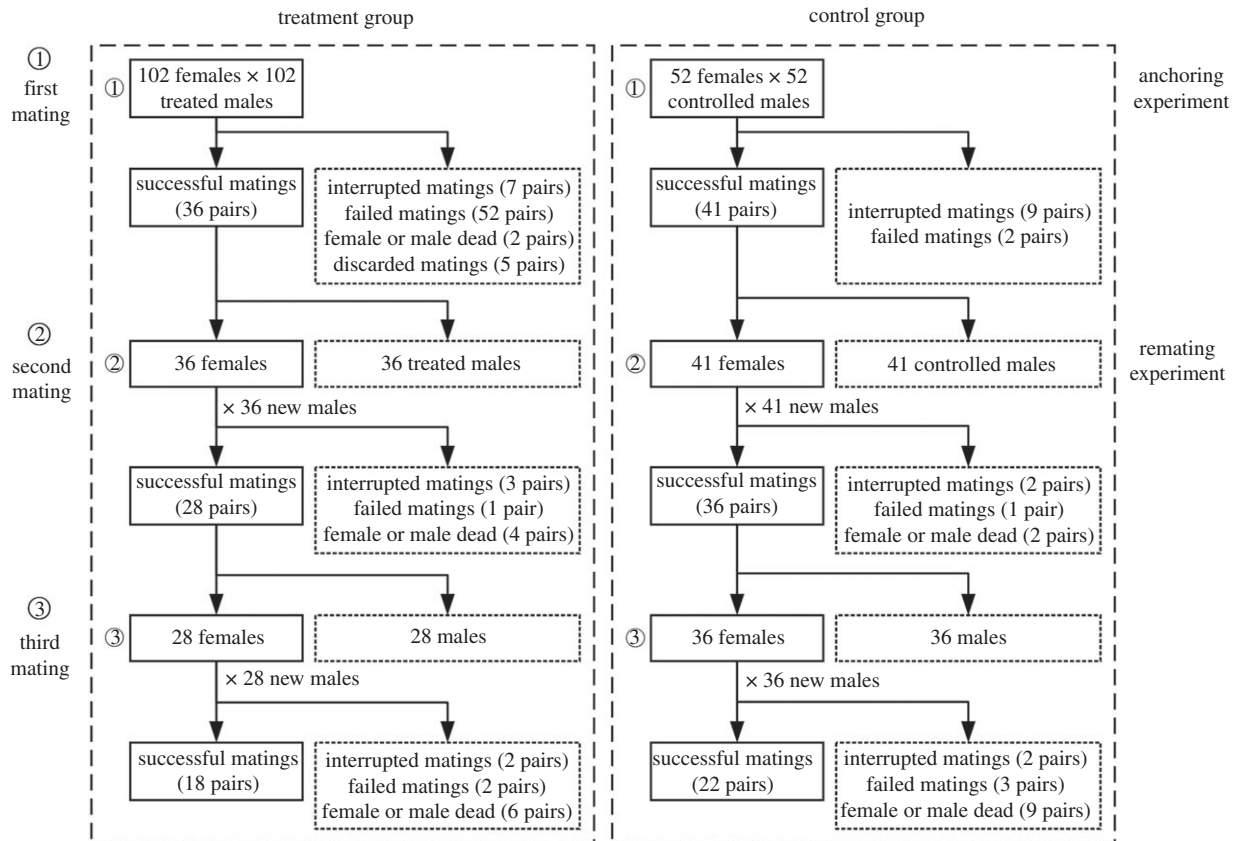 treatment group
control group
①
first
mating
①
102 females × 102
treated males
①
52 females × 52
controlled males
anchoring
experiment
successful matings
(36 pairs)
interrupted matings (7 pairs)
failed matings (52 pairs)
female or male dead (2 pairs)
discarded matings (5 pairs)
successful matings
(41 pairs)
interrupted matings (9 pairs)
failed matings (2 pairs)
②
second
mating
②
36 females
36 treated males
②
41 females
41 controlled males
remating
experiment
× 36 new males
× 41 new males
successful matings
(28 pairs)
interrupted matings (3 pairs)
failed matings (1 pair)
female or male dead (4 pairs)
successful matings
(36 pairs)
interrupted matings (2 pairs)
failed matings (1 pair)
female or male dead (2 pairs)
③
third
mating
③
28 females
28 males
③
36 females
36 males
× 28 new males
× 36 new males
successful matings
(18 pairs)
interrupted matings (2 pairs)
failed matings (2 pairs)
female or male dead (6 pairs)
successful matings
(22 pairs)
interrupted matings (2 pairs)
failed matings (3 pairs)
female or male dead (9 pairs)